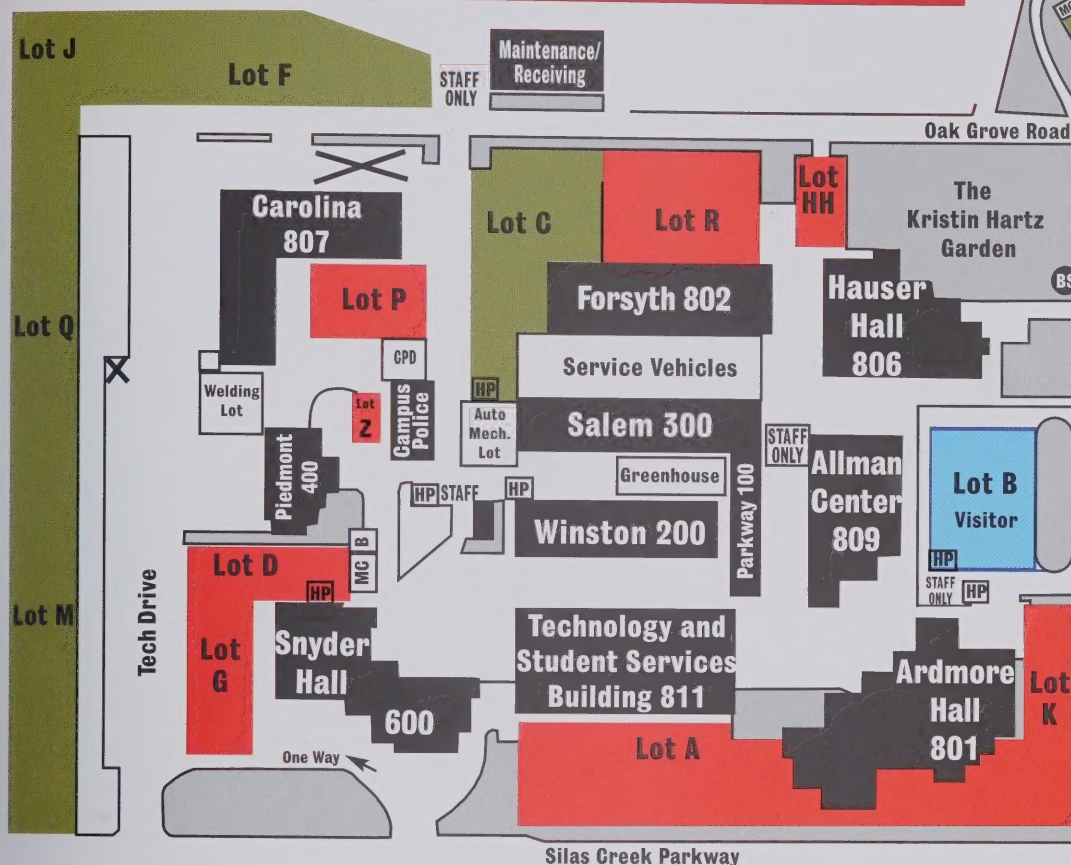 Lot J
Lot F
STAFF
ONLY
Maintenance/
Receiving
Oak Grove Road
Carolina
807
Lot C
Lot R
Lot
HH
The
Kristin Hartz
Garden
BS
Lot P
Forsyth 802
Hauser
Hall
806
Lot Q
CPD
Service Vehicles
Welding
Lot
Lot
Z
Campus
Police
HP
Auto
Mech.
Lot
Salem 300
STAFF
ONLY
Allman
Center
809
Lot B
Visitor
HP
STAFF
ONLY
HP
Piedmont
400
HP STAFF
HP
Greenhouse
Parkway 100
Winston 200
B
MC
Lot D
HP
Lot M
Tech Drive
Lot
G
Snyder
Hall
600
Technology and
Student Services
Building 811
Ardmore
Hall
801
Lot
K
Lot A
One Way
Silas Creek Parkway